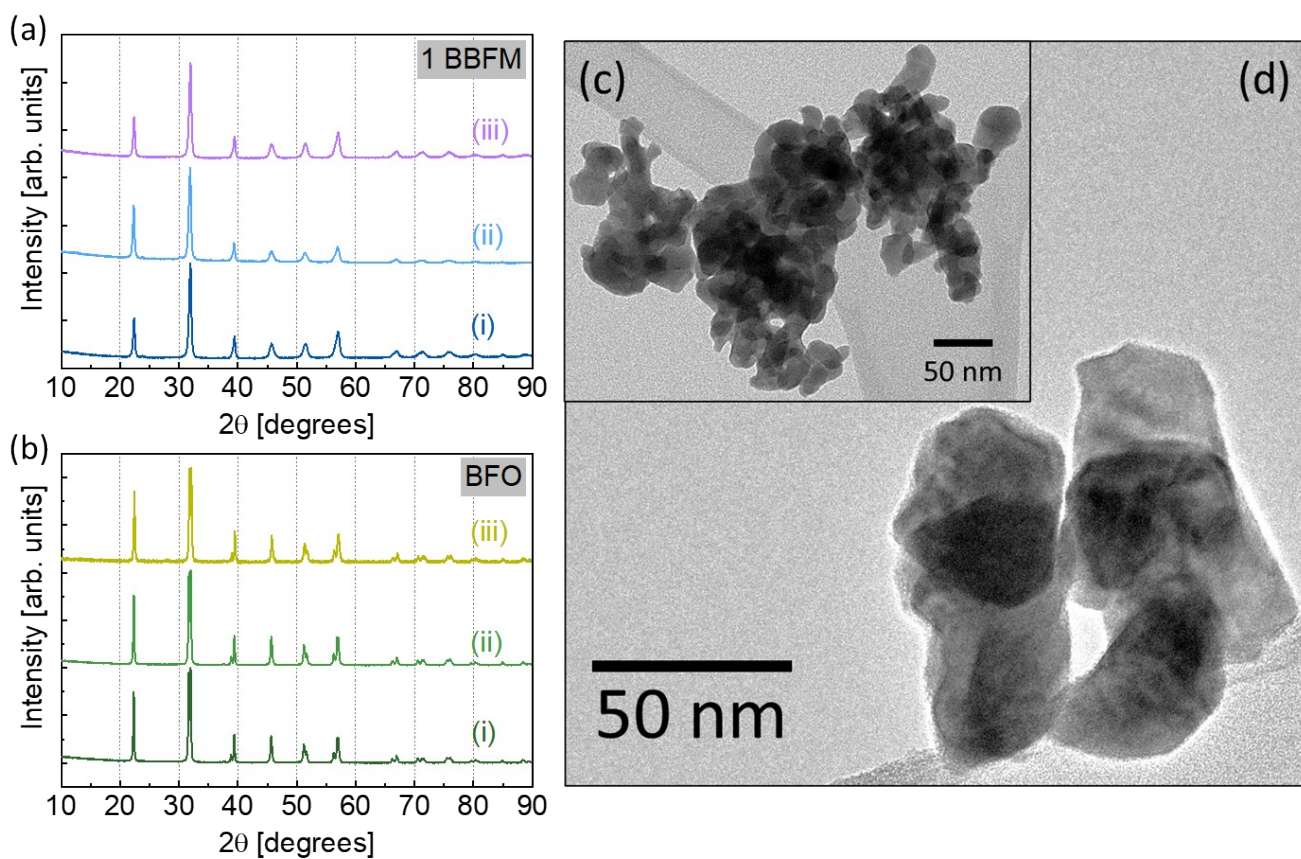 (a)
1 BBFM
Intensity [arb. units]
(iii)
(ii)
(i)
10 20 30 40 50 60 70 80 90
2θ [degrees]
(b)
BFO
Intensity [arb. units]
(iii)
(ii)
(i)
10 20 30 40 50 60 70 80 90
2θ [degrees]
(c)
50 nm
(d)
50 nm